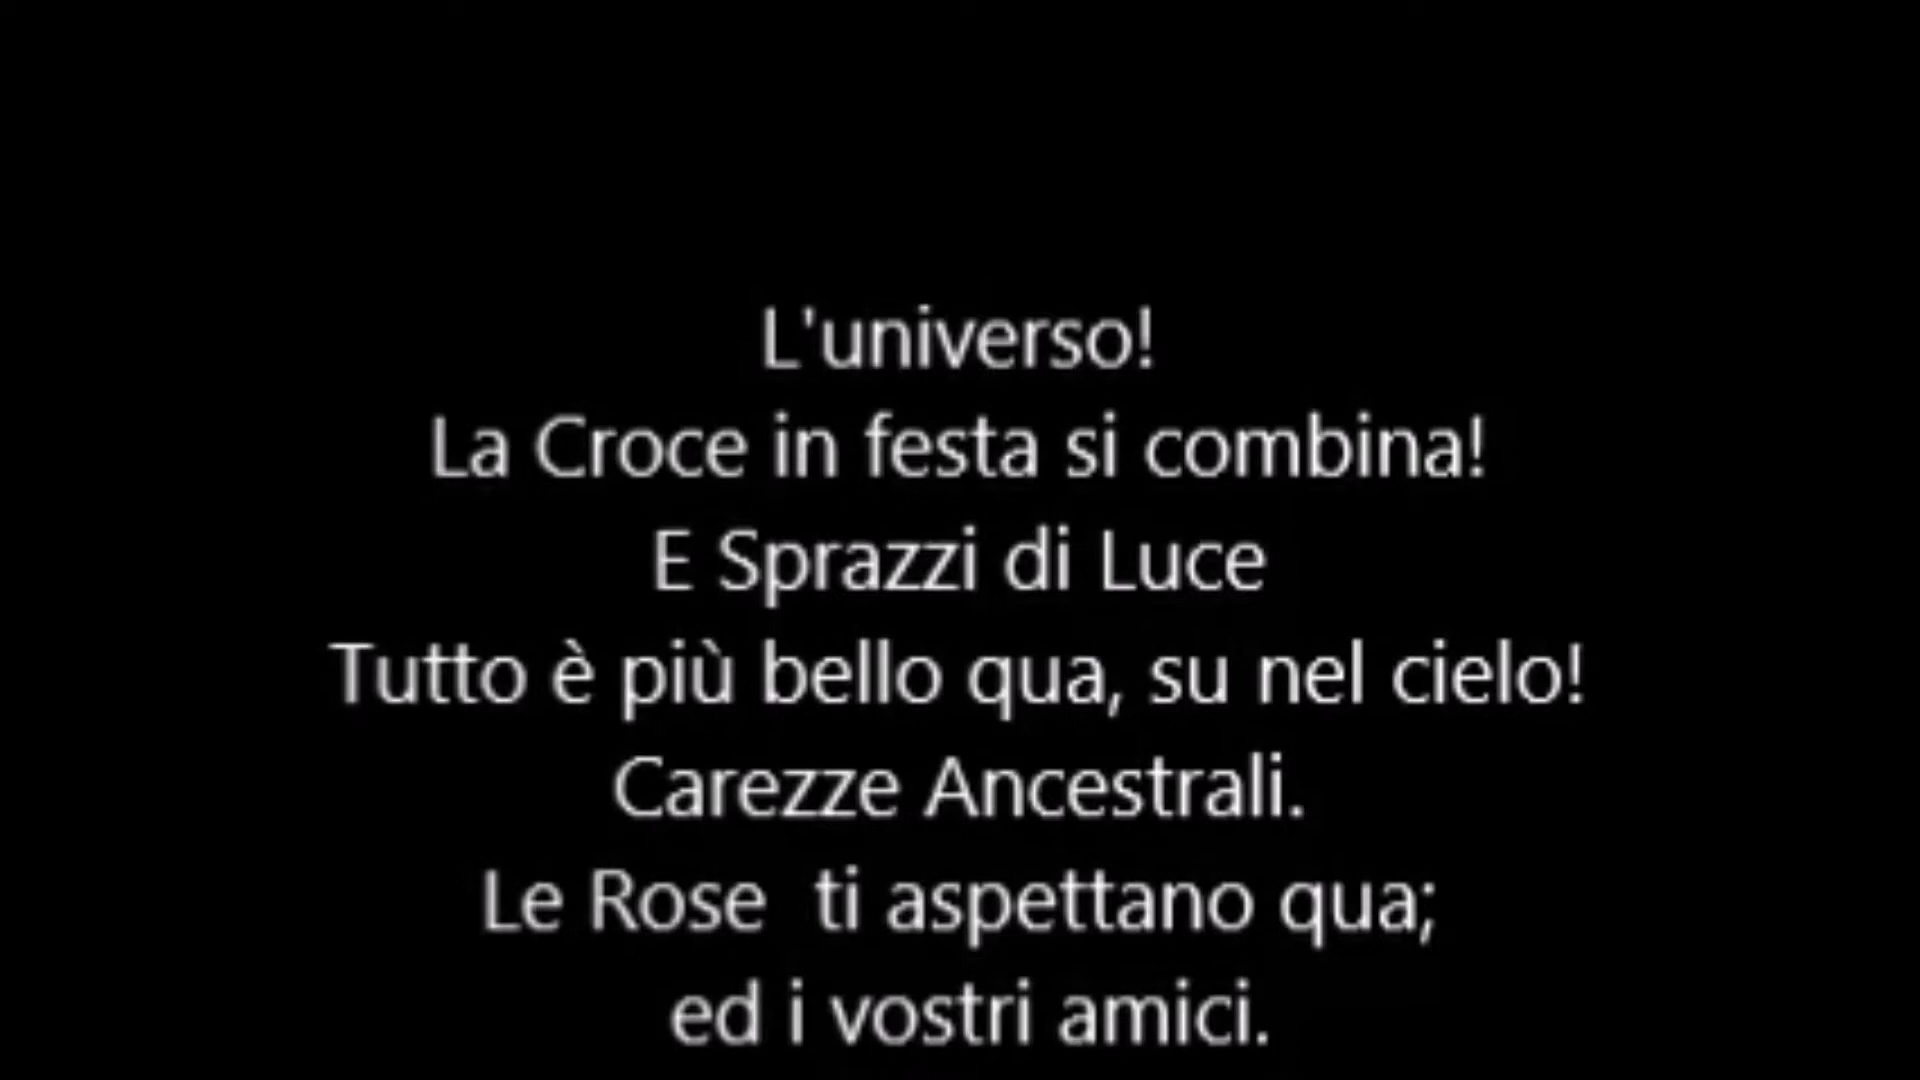 L'universo!
La Croce in festa si combina!
E Sprazzi di Luce
Tutto è più bello qua, su nel cielo!
Carezze Ancestrali.
Le Rose  ti aspettano qua;
ed i vostri amici.